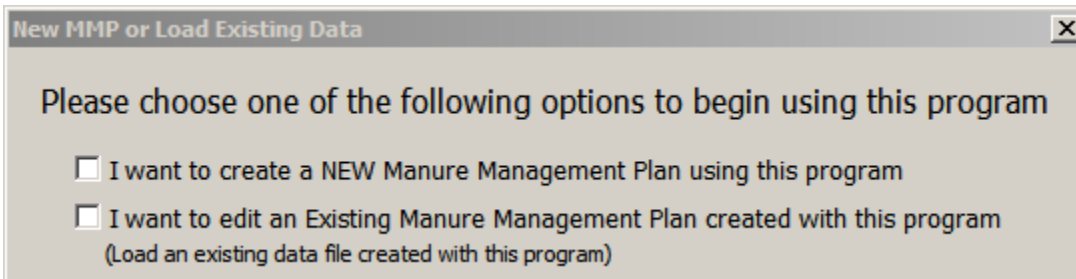 New MMP or Load Existing Data
Please choose one of the following options to begin using this program
I want to create a NEW Manure Management Plan using this program
I want to edit an Existing Manure Management Plan created with this program
(Load an existing data file created with this program)